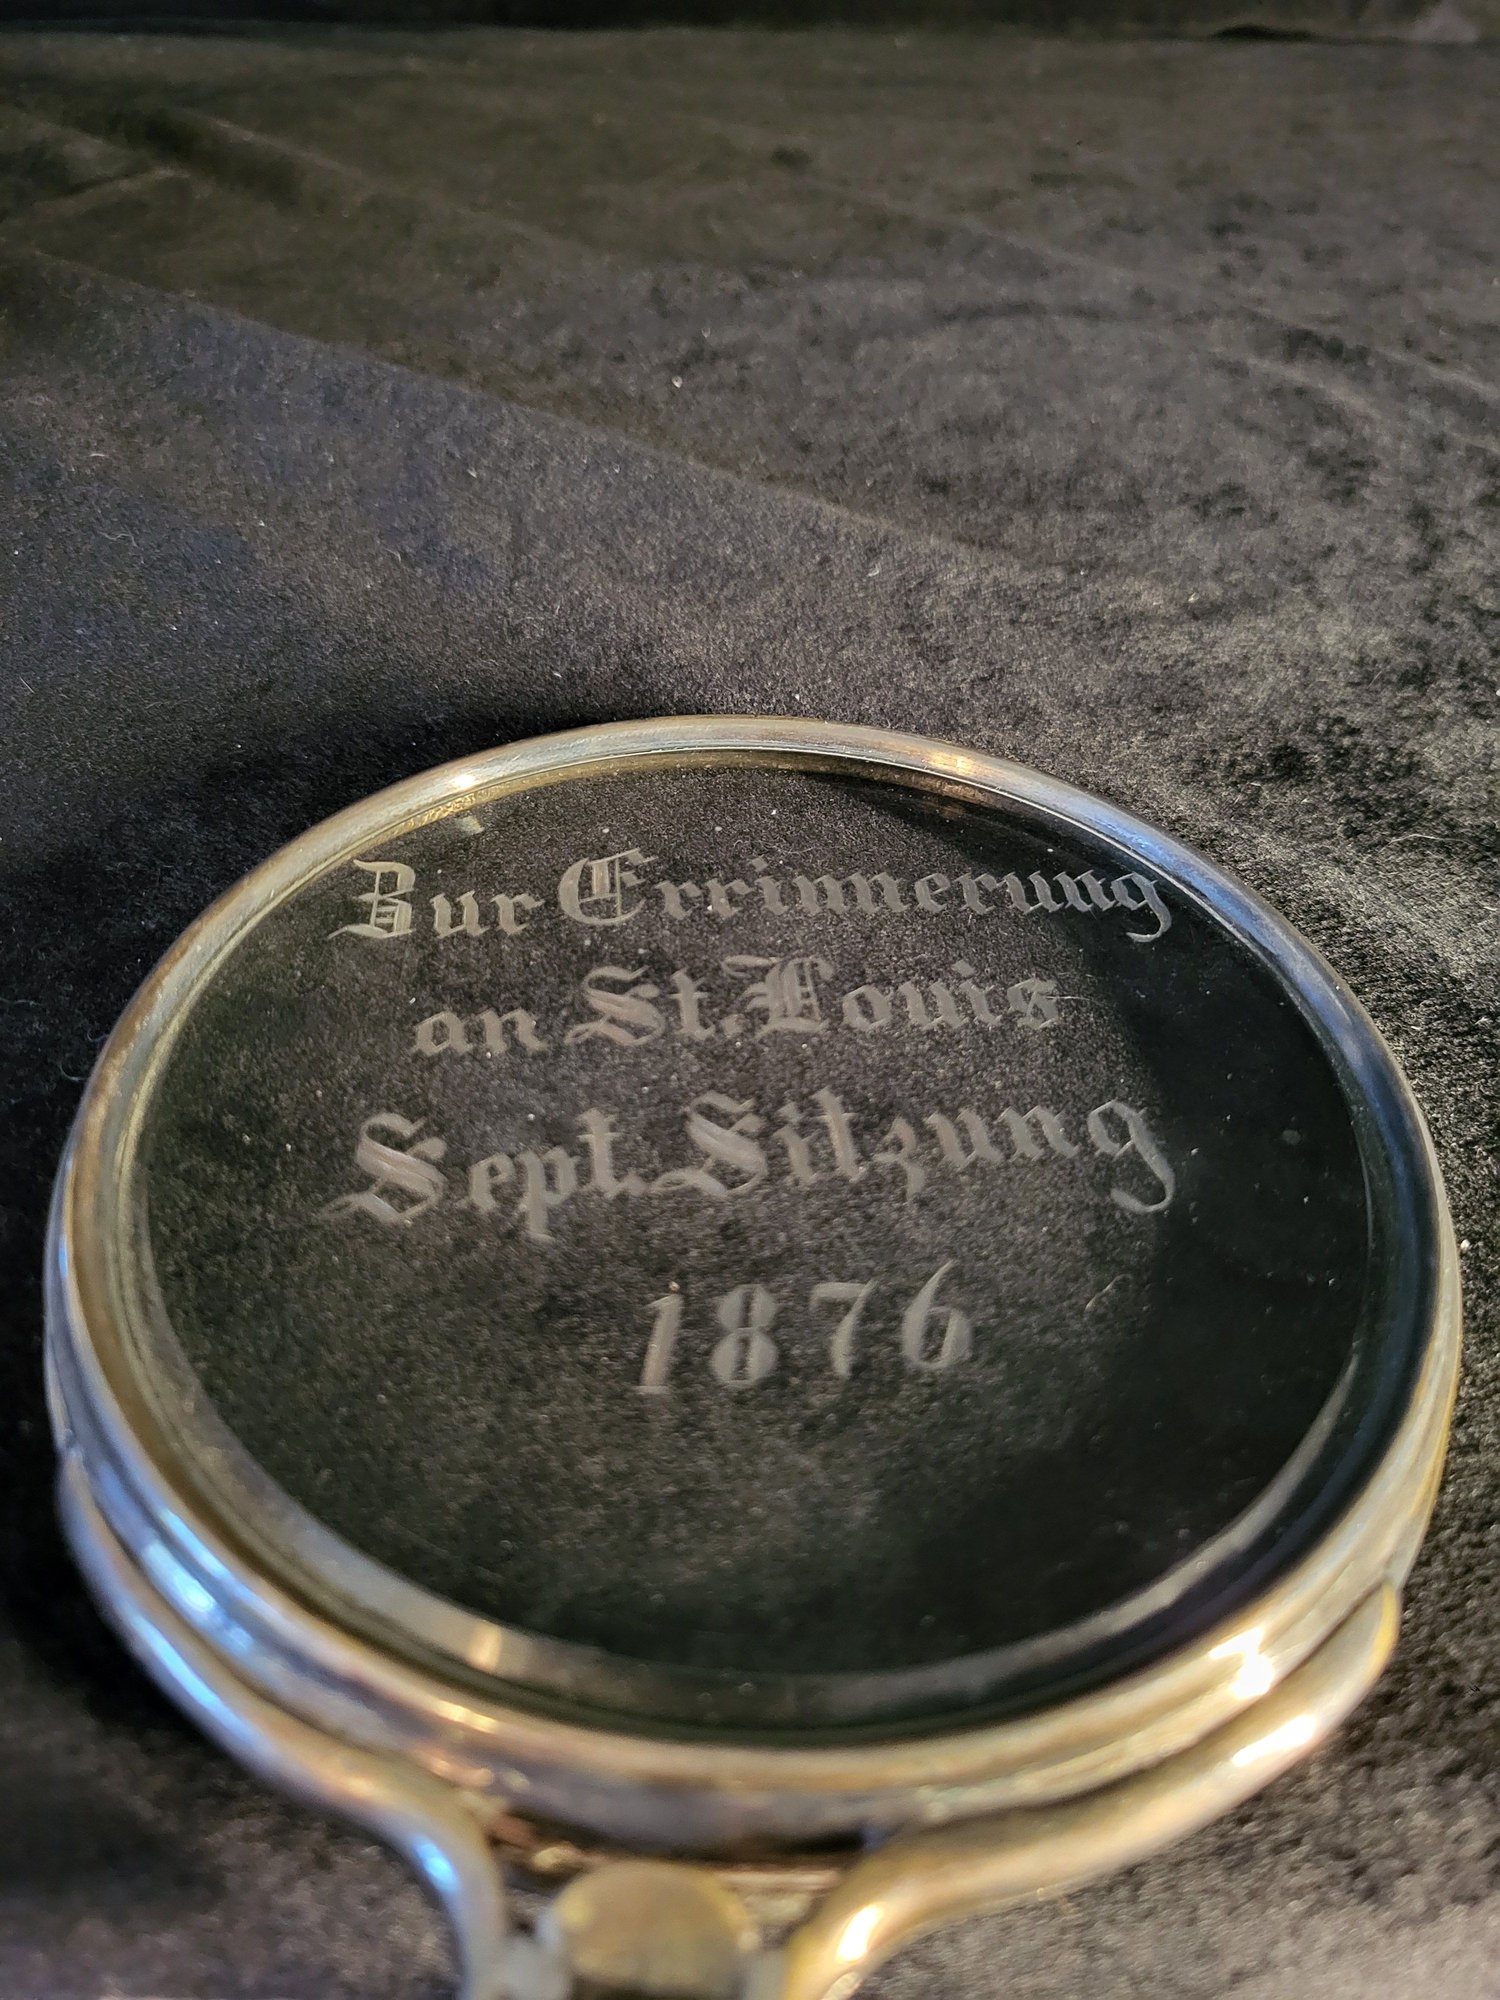 Zur Errinnerung
an St. Louis
Sept. Sitzung
1876